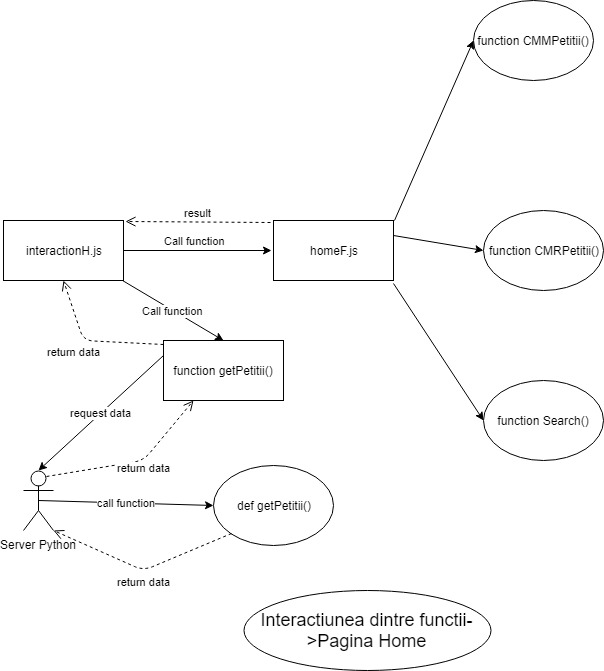 function CMMPetitii()
result
interactionH.js
Call function
homeF.js
function CMRPetitii()
Call function
return data
function getPetitii()
request data
function Search()
return data
call function
def getPetitii()
Server Python
return data
Interactiunea dintre functii-
>Pagina Home